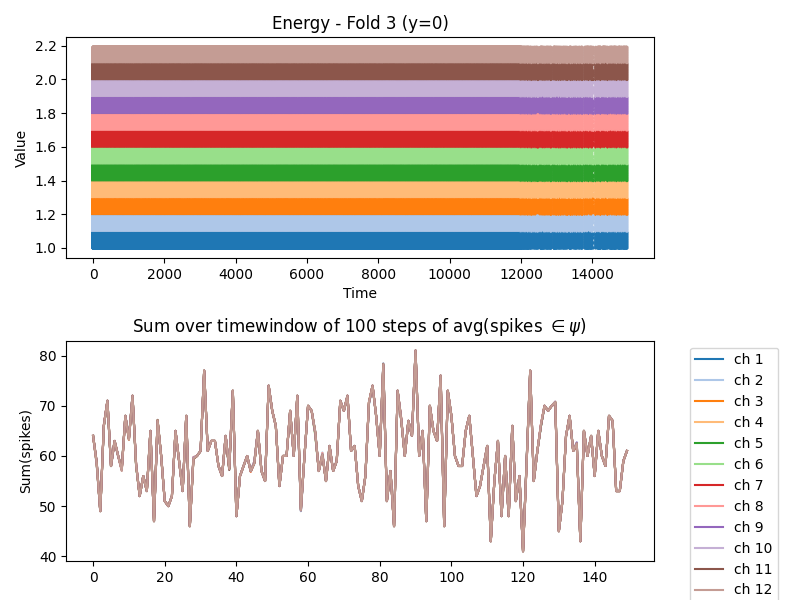 Energy - Fold 3 (y=0)
Value
2.2
2.0
1.8
1.6
1.4
1.2
1.0
0 2000 4000 6000 8000 10000 12000 14000
Time
Sum over timewindow of 100 steps of avg(spikes ∈ψ)
Sum(spikes)
80
70
60
50
40
0 20 40 60 80 100 120 140
ch 1
ch 2
ch 3
ch 4
ch 5
ch 6
ch 7
ch 8
ch 9
ch 10
ch 11
ch 12